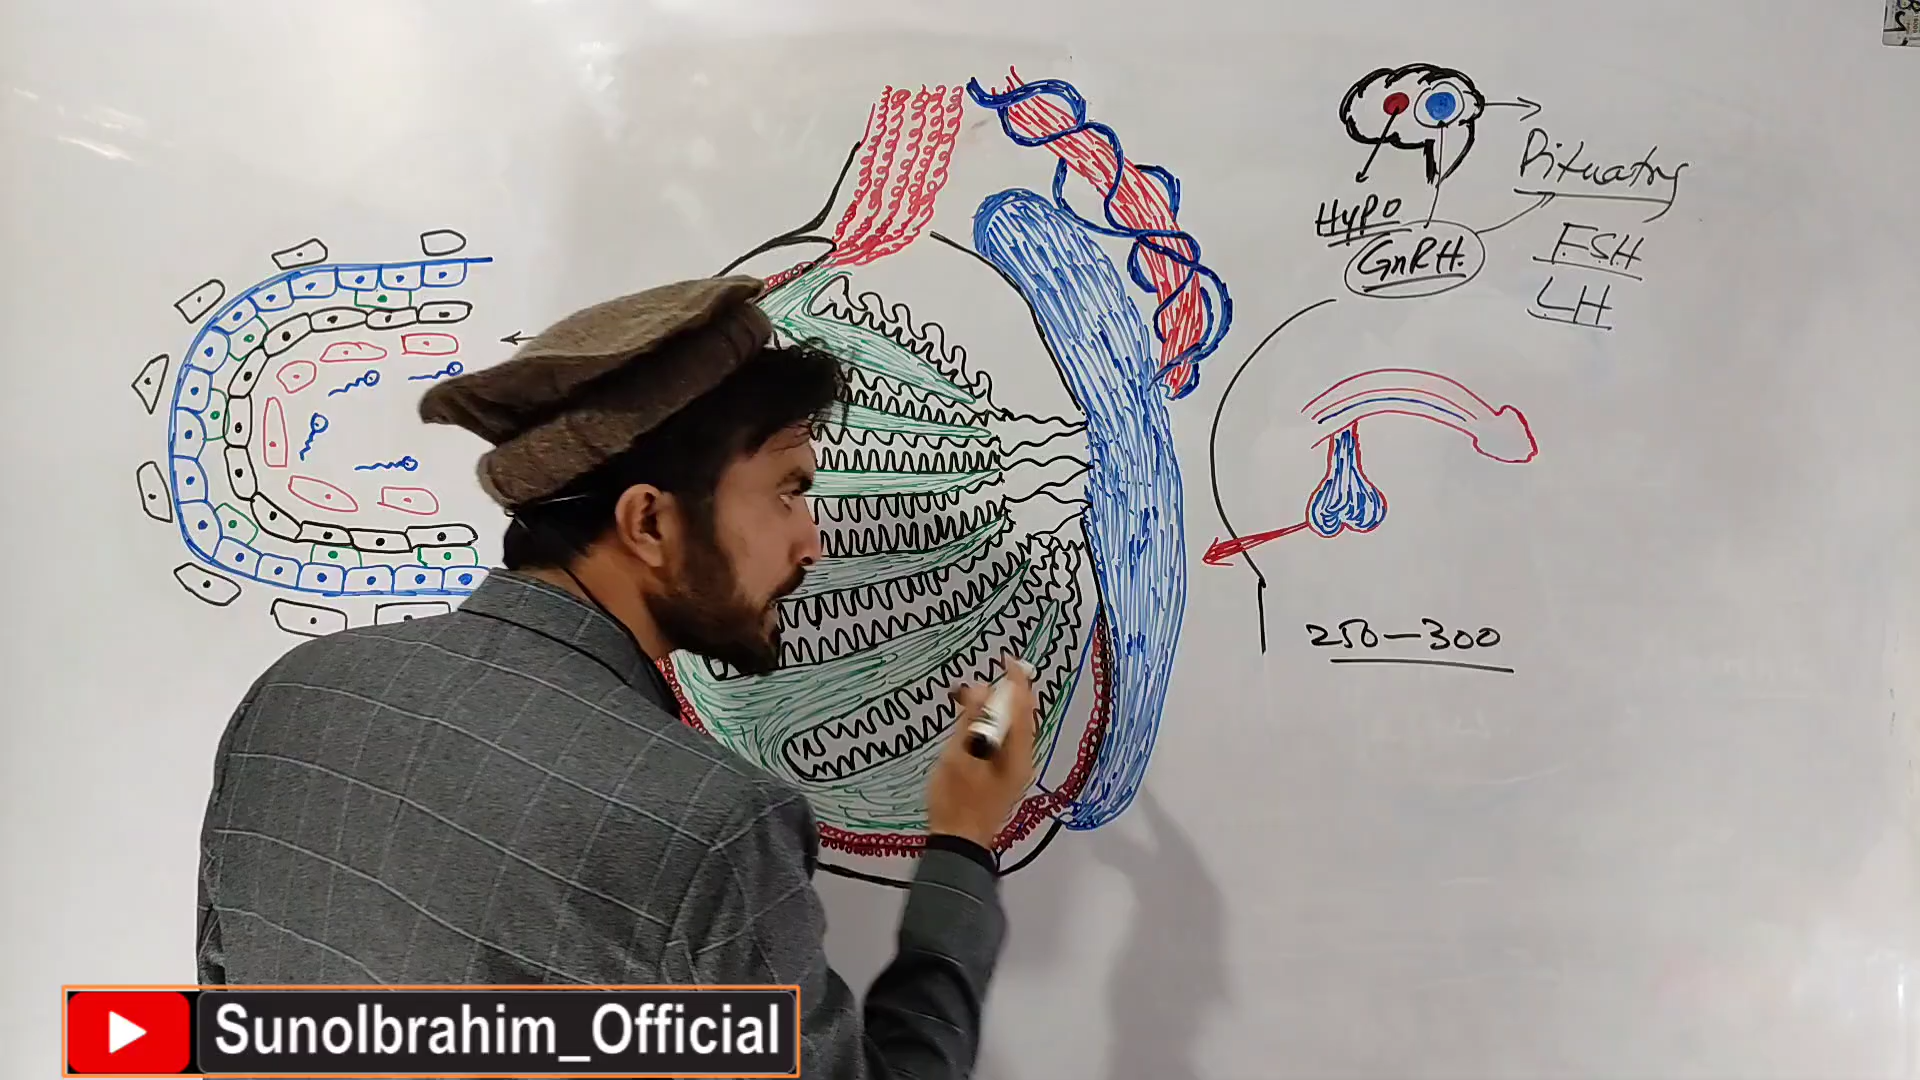 Pituatry
HYPO
GnRH.
FSH
LH
250-300
SunoIbrahim_Official